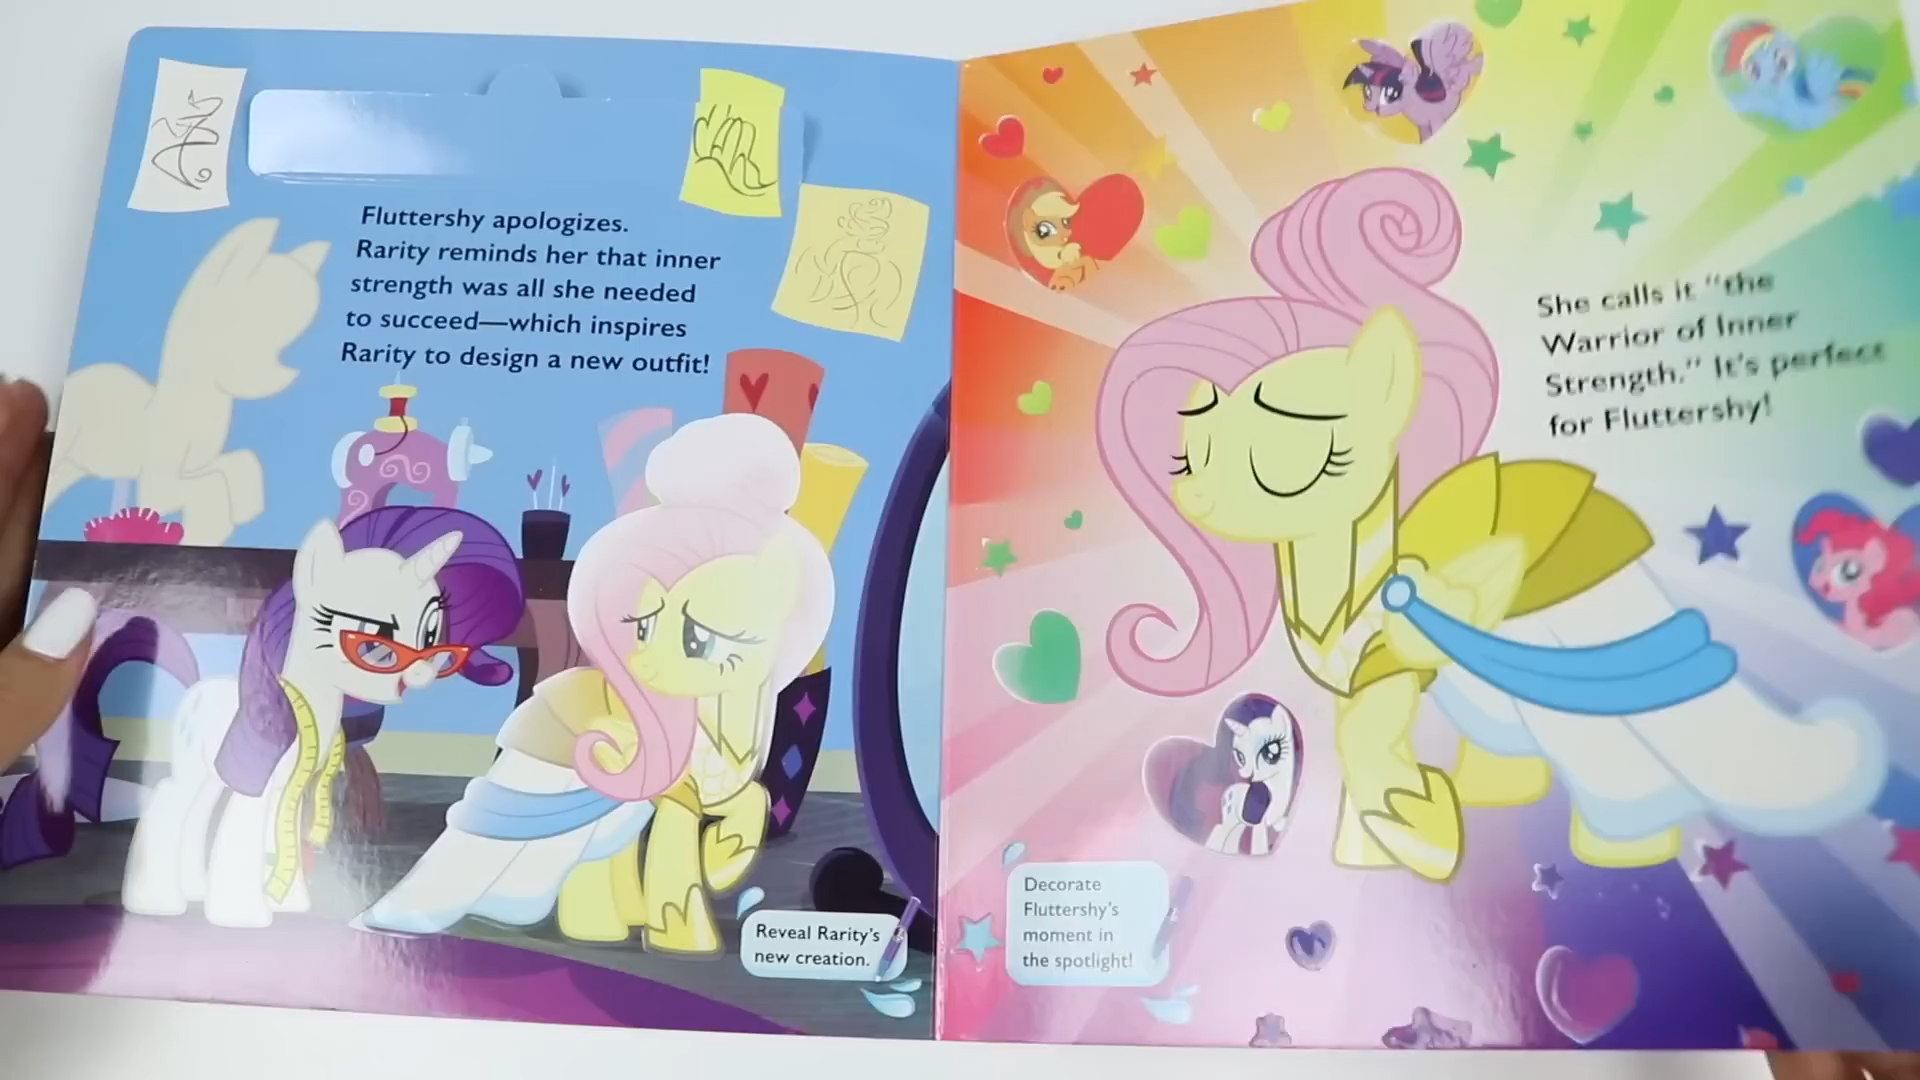 Fluttershy apologizes.
Rarity reminds her that inner
strength was all she needed
to succeed—which inspires
Rarity to design a new outfit!
Reveal Rarity's
new creation.
She calls it "the
Warrior of Inner
Strength." It's perfect
for Fluttershy!
Decorate
Fluttershy's
moment in
the spotlight!